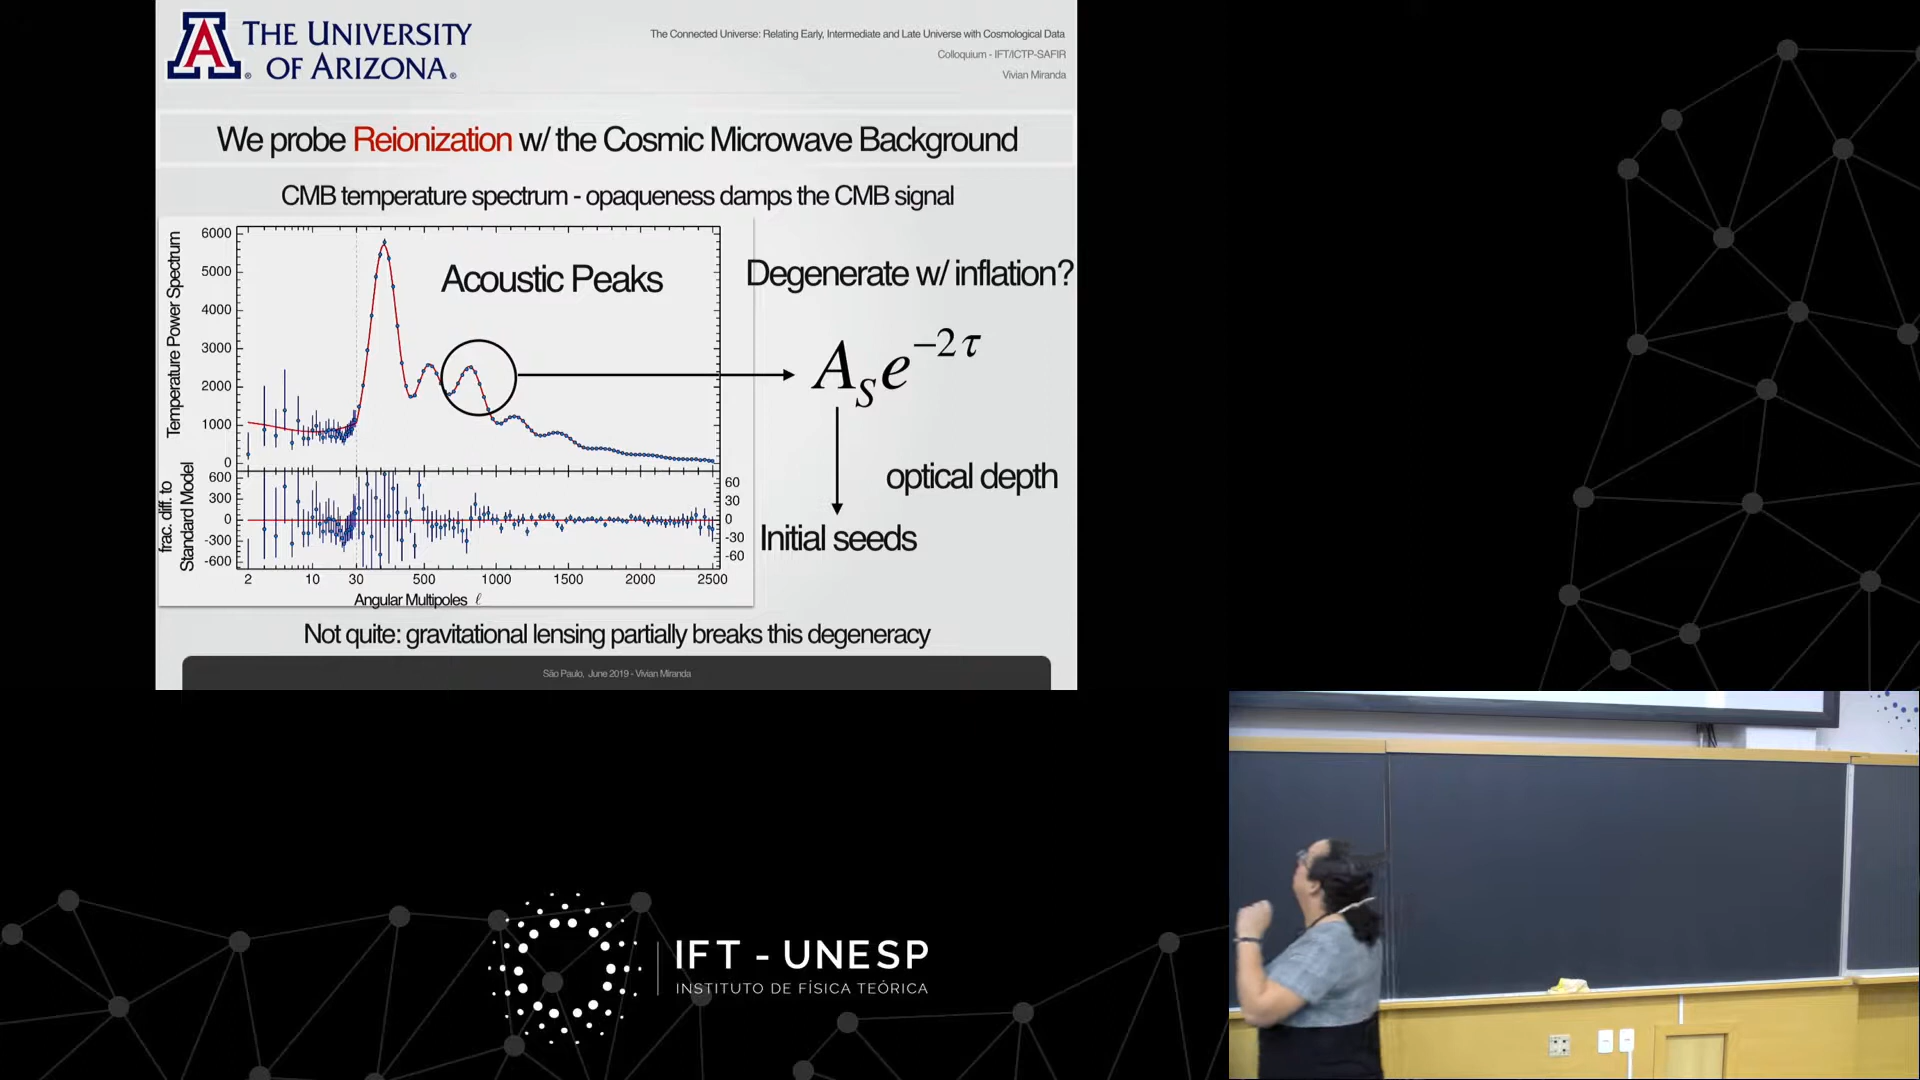 THE UNIVERSITY
OF ARIZONA®
The Connected Universe: Relating Early, Intermediate and Late Universe with Cosmological Data
Colloquium - IFT/ICTP-SAFIR
Vivian Miranda
We probe Reionization w/ the Cosmic Microwave Background
CMB temperature spectrum - opaqueness damps the CMB signal
Temperature Power Spectrum
6000
5000
4000
3000
2000
1000
0
Acoustic Peaks
Degenerate w/ inflation?
A_S e^{-2τ}
optical depth
Initial seeds
frac. diff. to
Standard Model
600
300
0
-300
-600
60
30
0
-30
-60
2 10 30 500 1000 1500 2000 2500
Angular Multipoles ℓ
Not quite: gravitational lensing partially breaks this degeneracy
São Paulo, June 2019 - Vivian Miranda
IFT - UNESP
INSTITUTO DE FÍSICA TEÓRICA